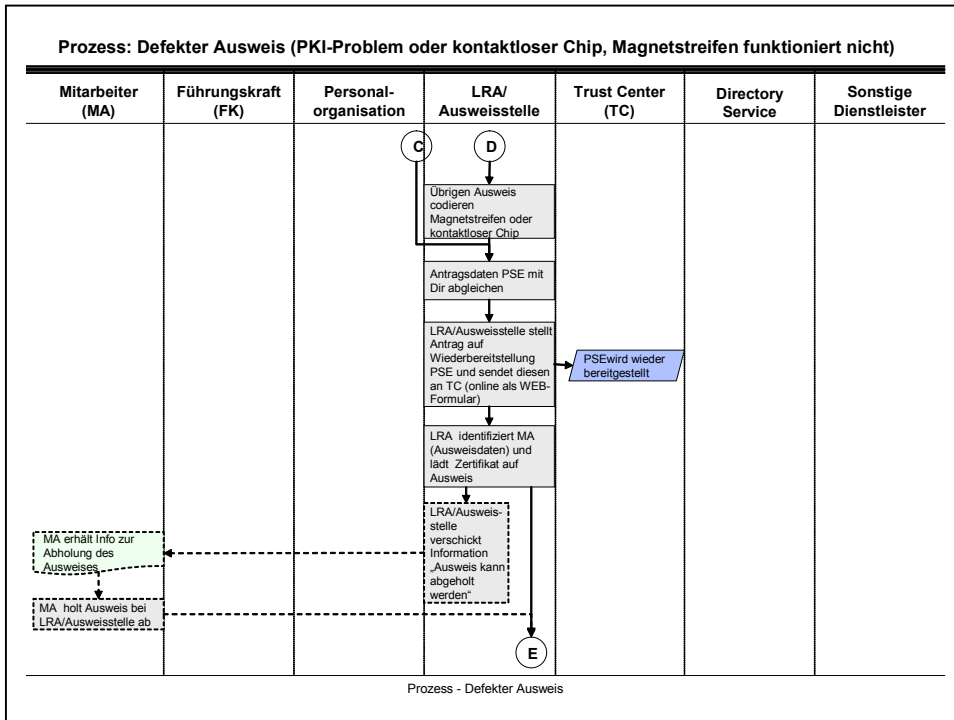 Prozess: Defekter Ausweis (PKI-Problem oder kontaktloser Chip, Magnetstreifen funktioniert nicht)
Mitarbeiter
(MA)
Führungskraft
(FK)
Personal-
organisation
LRA/
Ausweisstelle
Trust Center
(TC)
Directory
Service
Sonstige
Dienstleister
C
D
Übrigen Ausweis
codieren
Magnetstreifen oder
kontaktloser Chip
Antragsdaten PSE mit
Dir abgleichen
LRA/Ausweisstelle stellt
Antrag auf
Wiederbereitstellung
PSE und sendet diesen
an TC (online als WEB-
Formular)
PSEwird wieder
bereitgestellt
LRA identifiziert MA
(Ausweisdaten) und
lädt Zertifikat auf
Ausweis
LRA/Ausweis-
stelle
verschickt
Information
„Ausweis kann
abgeholt
werden“
MA erhält Info zur
Abholung des
Ausweises
MA holt Ausweis bei
LRA/Ausweisstelle ab
E
Prozess - Defekter Ausweis